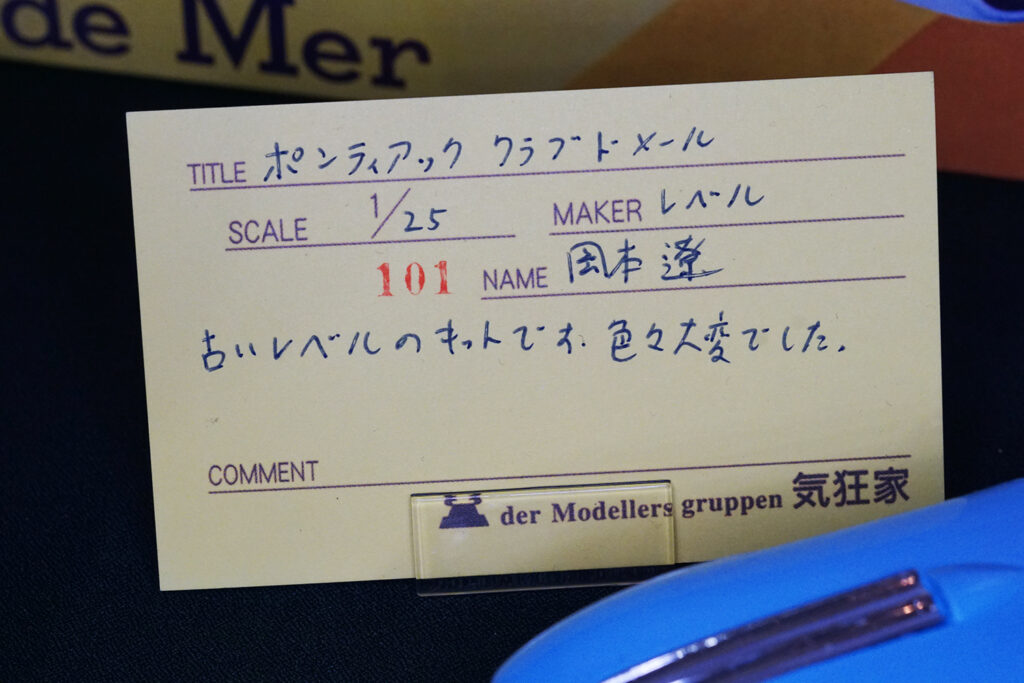 de Mer
TITLE ポンティアック クラブドメール
SCALE 1/25 MAKER レベル
101 NAME 岡本 遼
古いレベルのキットです. 色々大変でした.
COMMENT
der Modellers gruppen 気狂家